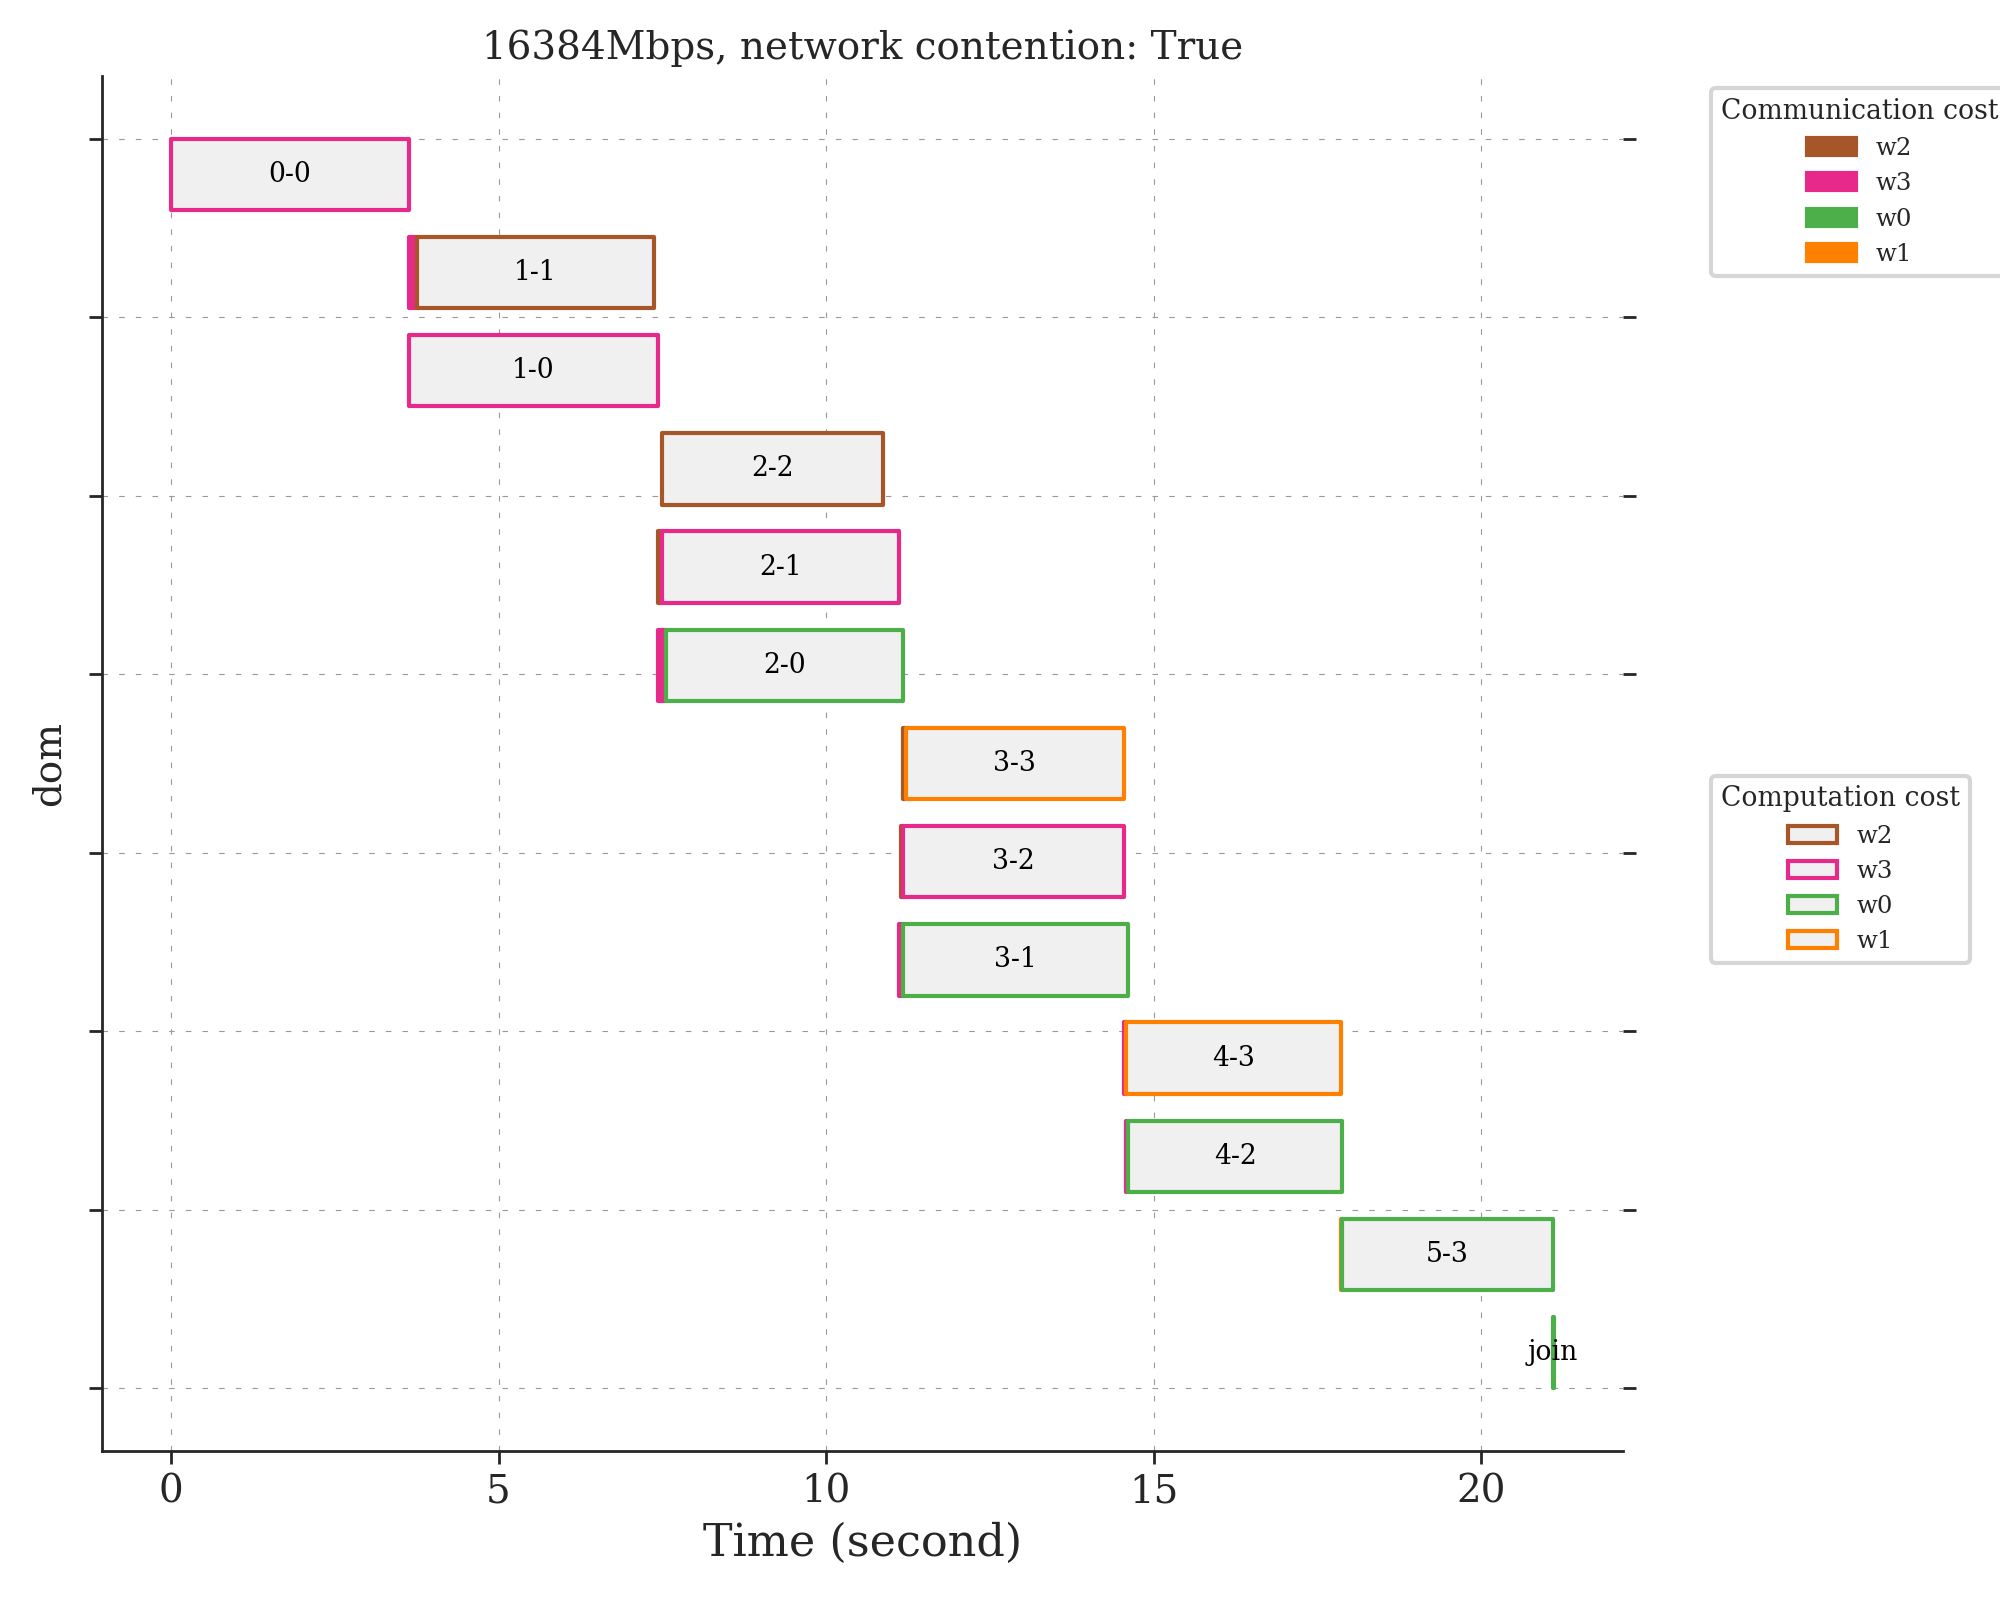 16384Mbps, network contention: True
Communication cost
w2
w3
w0
w1
0-0
1-1
1-0
2-2
2-1
2-0
3-3
3-2
3-1
4-3
4-2
5-3
join
dom
Computation cost
w2
w3
w0
w1
0 5 10 15 20
Time (second)